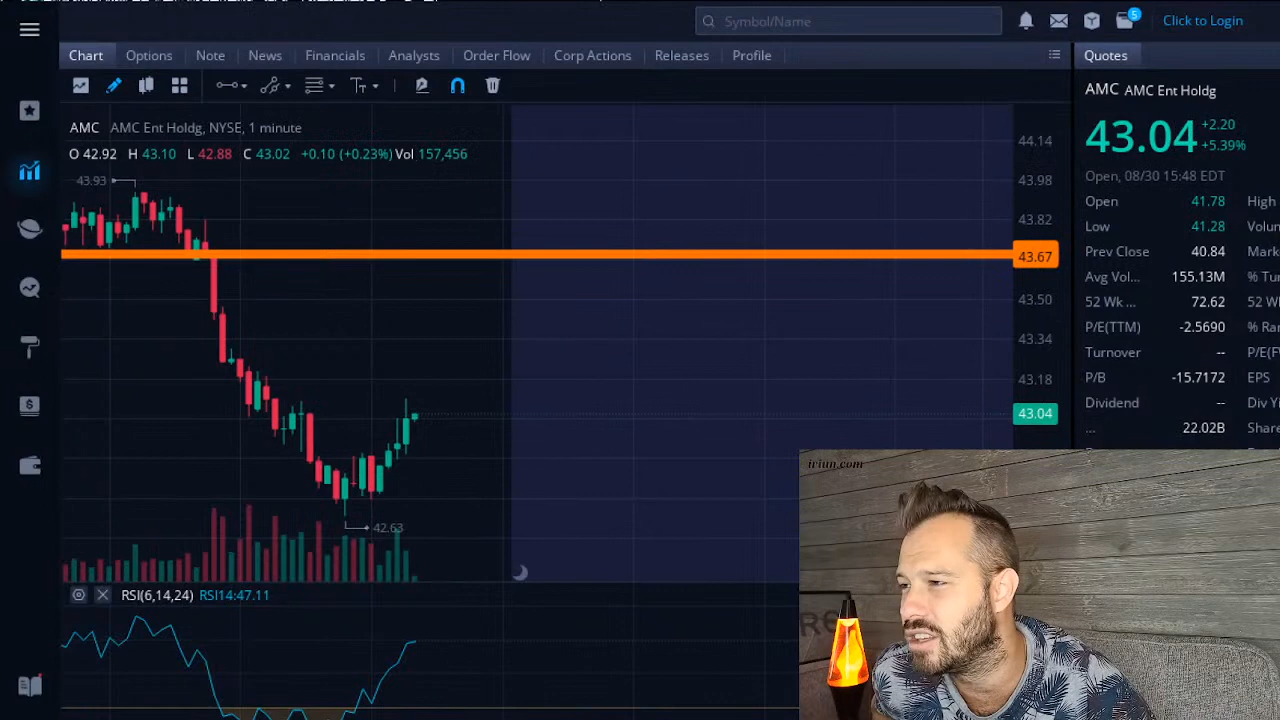 Symbol/Name
5
Click to Login
Chart Options Note News Financials Analysts Order Flow Corp Actions Releases Profile
Quotes
AMC AMC Ent Holdg
43.04 +2.20
+5.39%
Open, 08/30 15:48 EDT
Open 41.78 High
Low 41.28 Volu
Prev Close 40.84 Mark
Avg Vol... 155.13M % Tur
52 Wk ... 72.62 52 W
P/E(TTM) -2.5690 % Ran
Turnover -- P/E(F
P/B -15.7172 EPS
Dividend -- Div Yi
... 22.02B Share
AMC AMC Ent Holdg, NYSE, 1 minute
O 42.92 H 43.10 L 42.88 C 43.02 +0.10 (+0.23%) Vol 157,456
43.93
42.63
44.14
43.98
43.82
43.67
43.50
43.34
43.18
43.04
RSI(6,14,24) RSI14:47.11
iriun.com